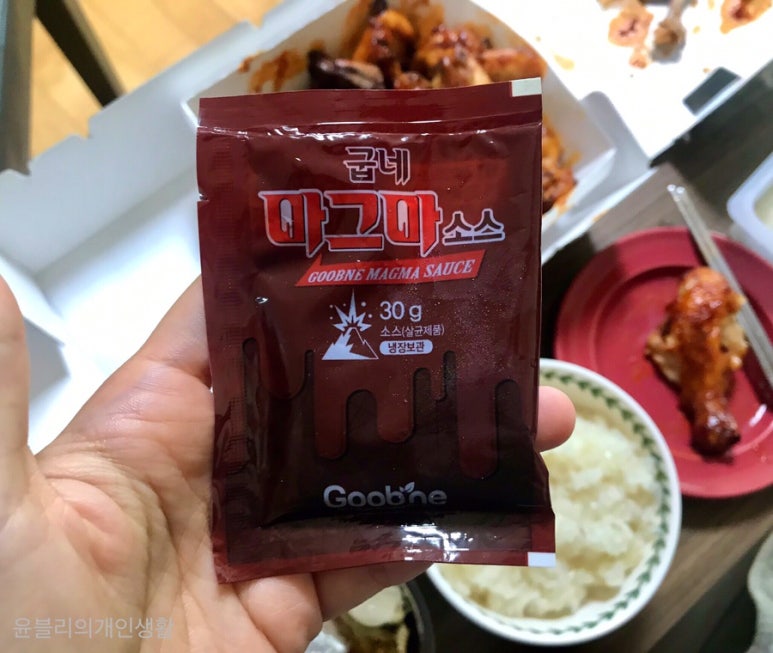 굽네
마그마소스
GOOBNE MAGMA SAUCE
30 g
소스(살균제품)
냉장보관
Goobne
윤블리의개인생활